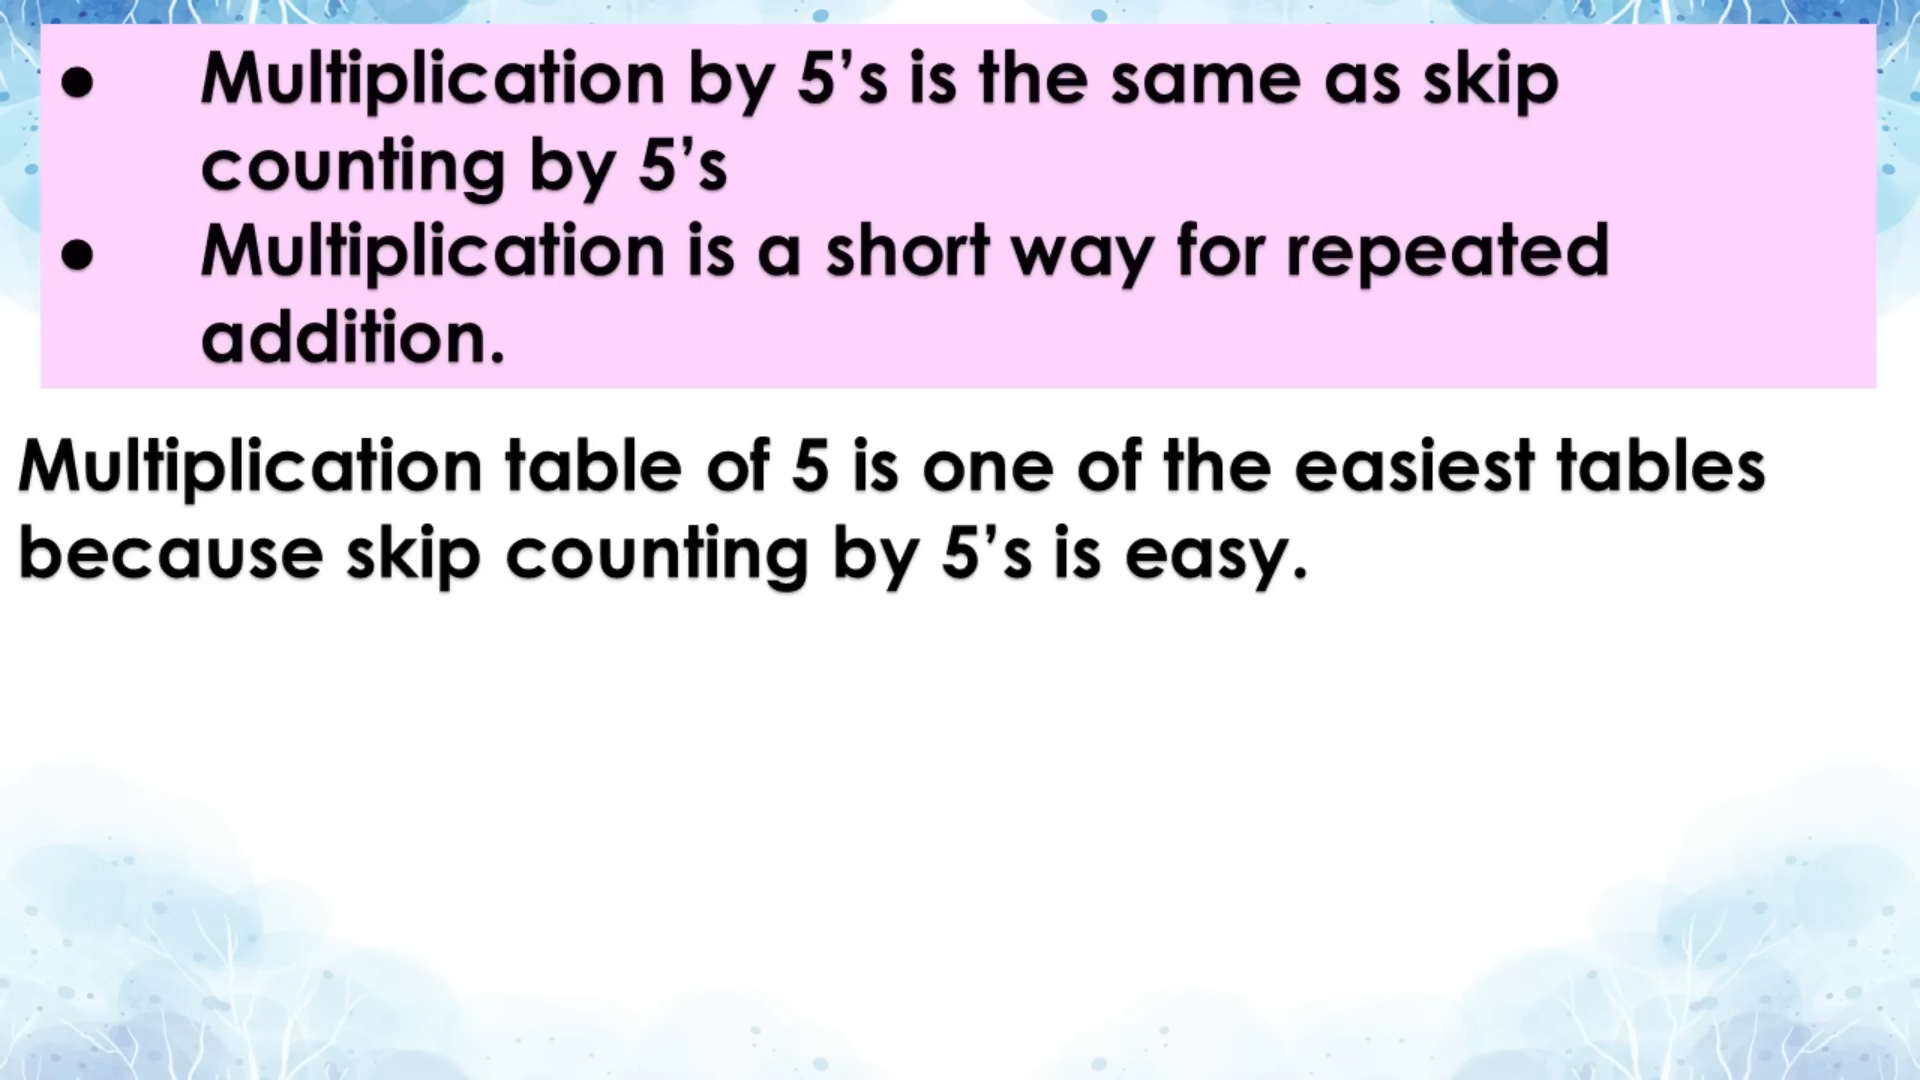 ● Multiplication by 5’s is the same as skip
counting by 5’s
● Multiplication is a short way for repeated
addition.
Multiplication table of 5 is one of the easiest tables
because skip counting by 5’s is easy.